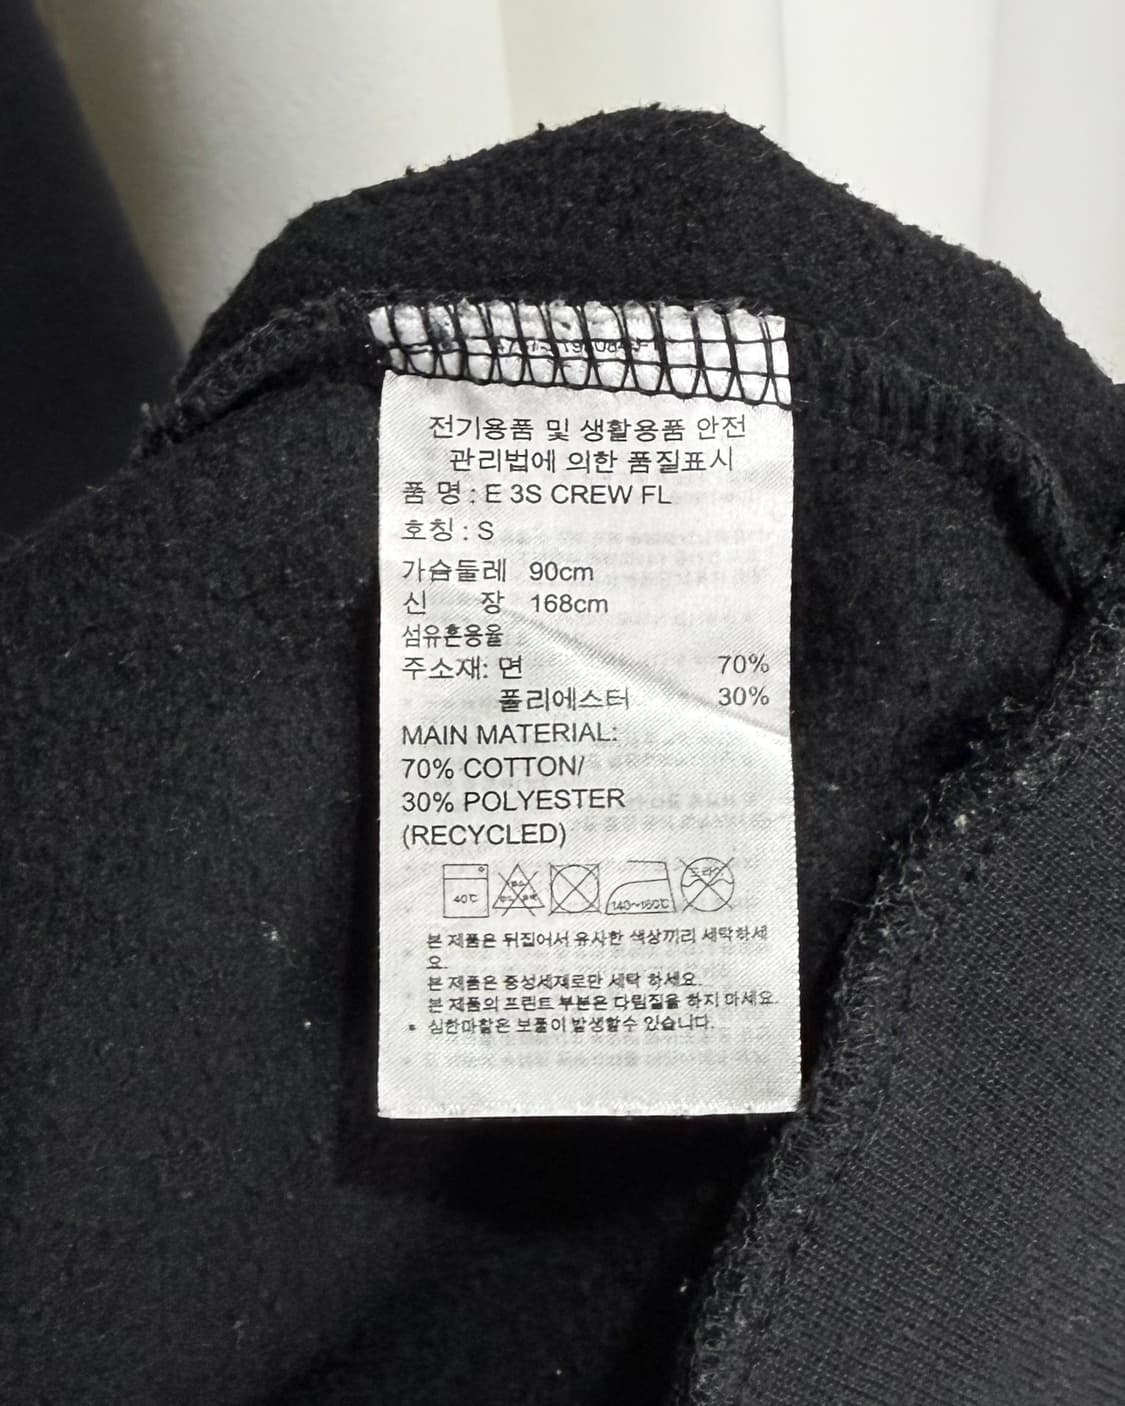 전기용품 및 생활용품 안전
관리법에 의한 품질표시
품 명 : E 3S CREW FL
호칭 : S
가슴둘레 90cm
신 장 168cm
섬유혼용율
주소재: 면 70%
폴리에스터 30%
MAIN MATERIAL:
70% COTTON/
30% POLYESTER
(RECYCLED)
40℃ 140~160℃ 드라이
본 제품은 뒤집어서 유사한 색상끼리 세탁하세
요.
본 제품은 중성세제로만 세탁 하세요.
본 제품의 프린트 부분은 다림질을 하지 마세요.
* 심한마찰은 보풀이 발생할수 있습니다.